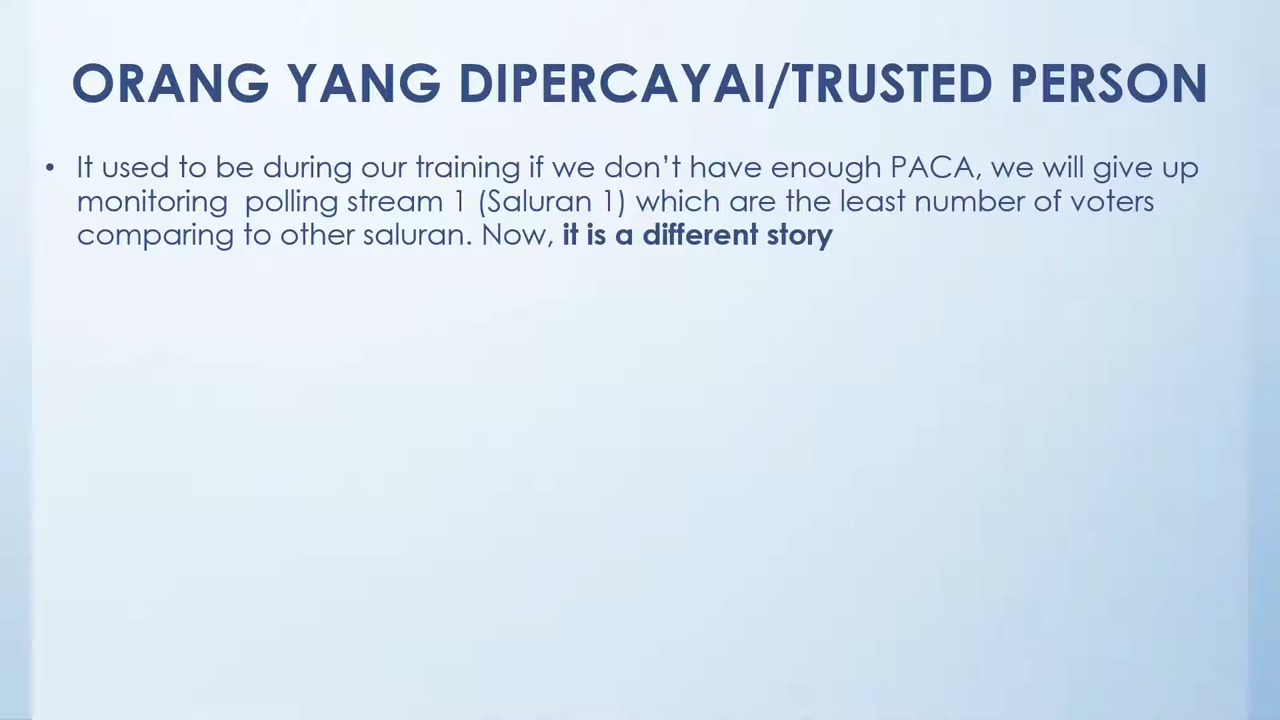 ORANG YANG DIPERCAYAI/TRUSTED PERSON
• It used to be during our training if we don’t have enough PACA, we will give up
monitoring  polling stream 1 (Saluran 1) which are the least number of voters
comparing to other saluran. Now, it is a different story